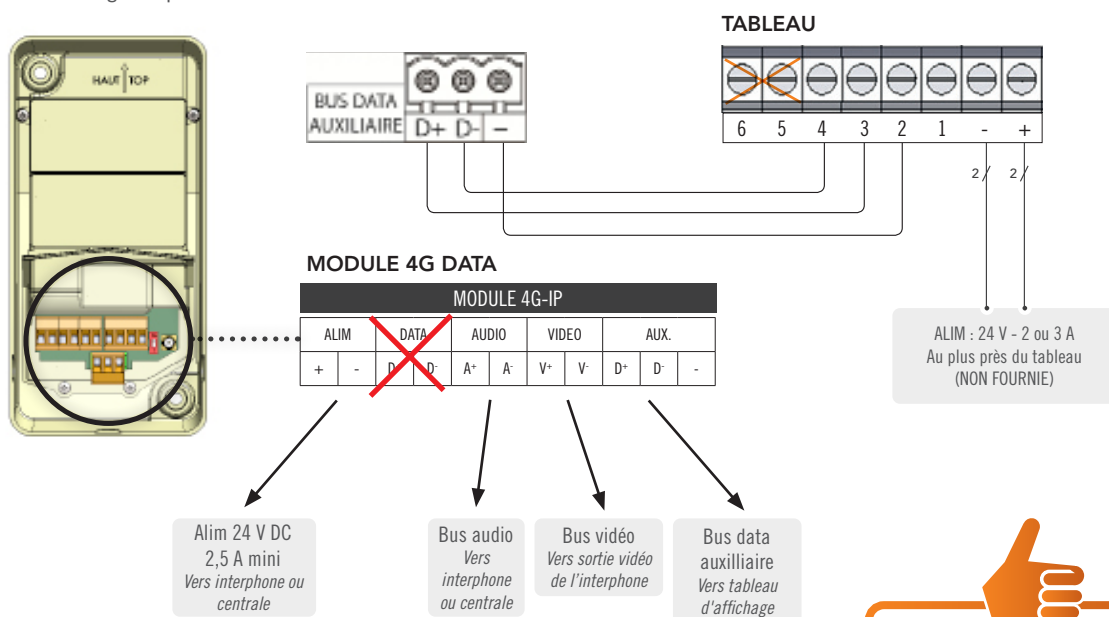 TABLEAU
HAUT TOP
BUS DATA
AUXILIAIRE D+ D- -
6 5 4 3 2 1 - +
2 2
MODULE 4G DATA
MODULE 4G-IP
ALIM DATA AUDIO VIDEO AUX.
+ - D D- A+ A- V+ V- D+ D- -
ALIM : 24 V - 2 ou 3 A
Au plus près du tableau
(NON FOURNIE)
Alim 24 V DC
2,5 A mini
Vers interphone ou
centrale
Bus audio
Vers
interphone
ou centrale
Bus vidéo
Vers sortie vidéo
de l'interphone
Bus data
auxilliaire
Vers tableau
d'affichage